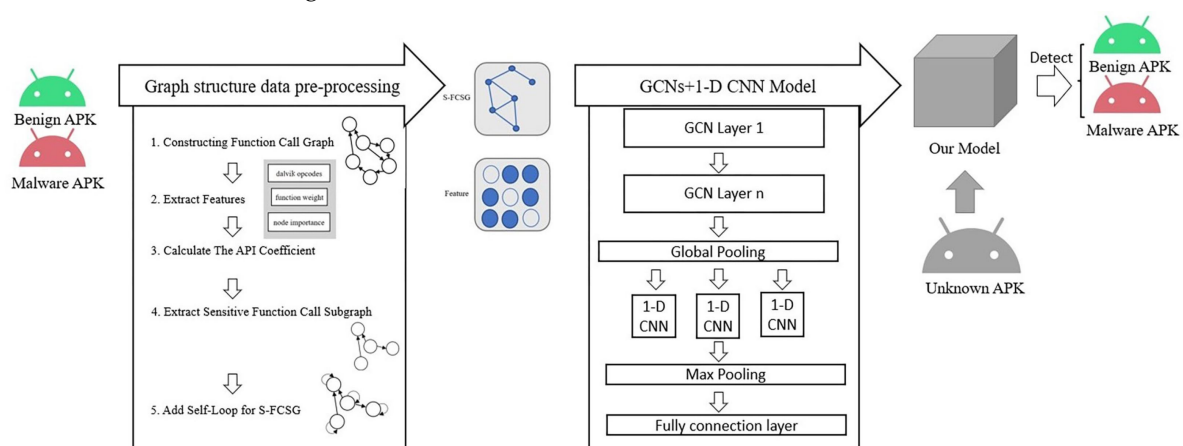 Benign APK
Malware APK
Graph structure data pre-processing
1. Constructing Function Call Graph
dalvik opcodes
function weight
node importance
2. Extract Features
3. Calculate The API Coefficient
4. Extract Sensitive Function Call Subgraph
5. Add Self-Loop for S-FCSG
S-FCSG
Feature
GCNs+1-D CNN Model
GCN Layer 1
GCN Layer n
Global Pooling
1-D
CNN
1-D
CNN
1-D
CNN
Max Pooling
Fully connection layer
Our Model
Unknown APK
Detect
Benign APK
Malware APK